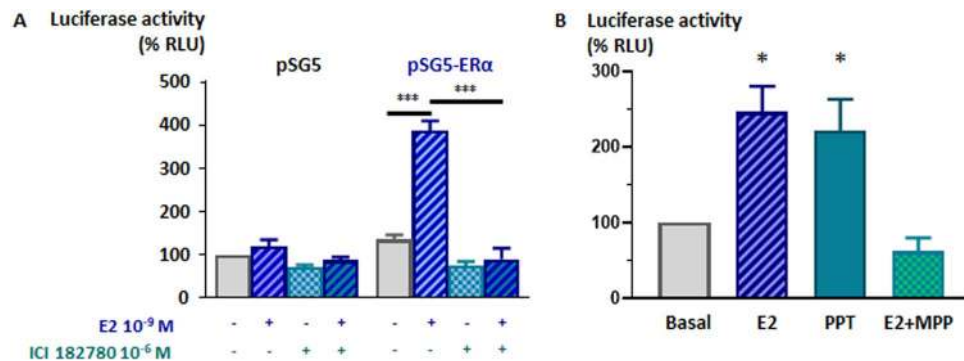 A
Luciferase activity
(% RLU)
pSG5 pSG5-ERα
500
400
300
200
100
0
*** ***
E2 10⁻⁹ M - + - + - + - +
ICI 182780 10⁻⁶ M - - + + - - + +
B
Luciferase activity
(% RLU)
300
200
100
0
* *
Basal E2 PPT E2+MPP